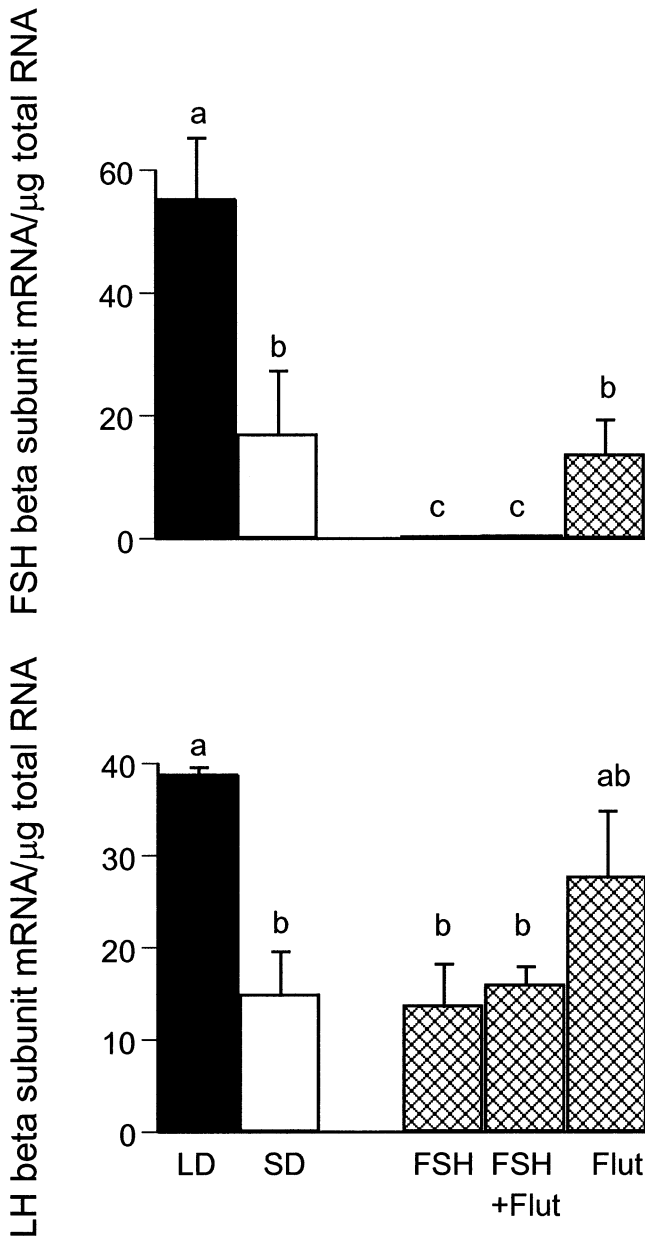 FSH beta subunit mRNA/μg total RNA
60
40
20
0
a
b
c
c
b
LH beta subunit mRNA/μg total RNA
40
30
20
10
0
a
b
b
b
ab
LD SD FSH FSH Flut
+Flut